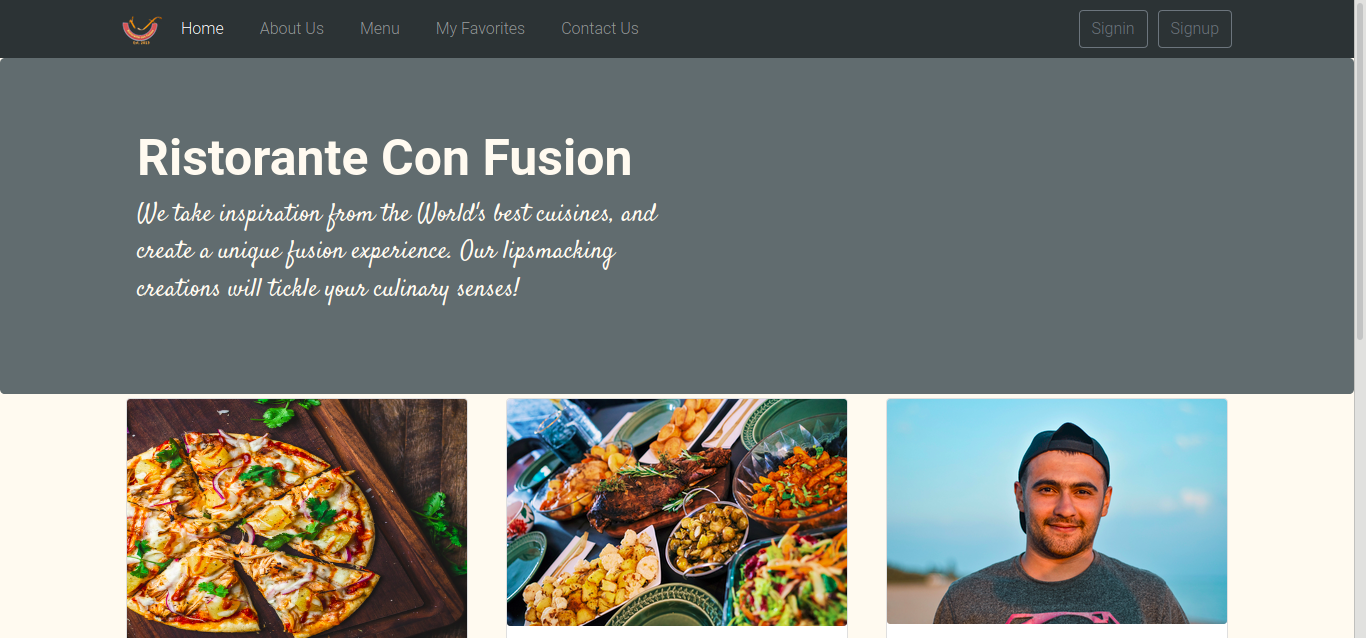 Home About Us Menu My Favorites Contact Us Signin Signup
Ristorante Con Fusion
We take inspiration from the World's best cuisines, and
create a unique fusion experience. Our lipsmacking
creations will tickle your culinary senses!